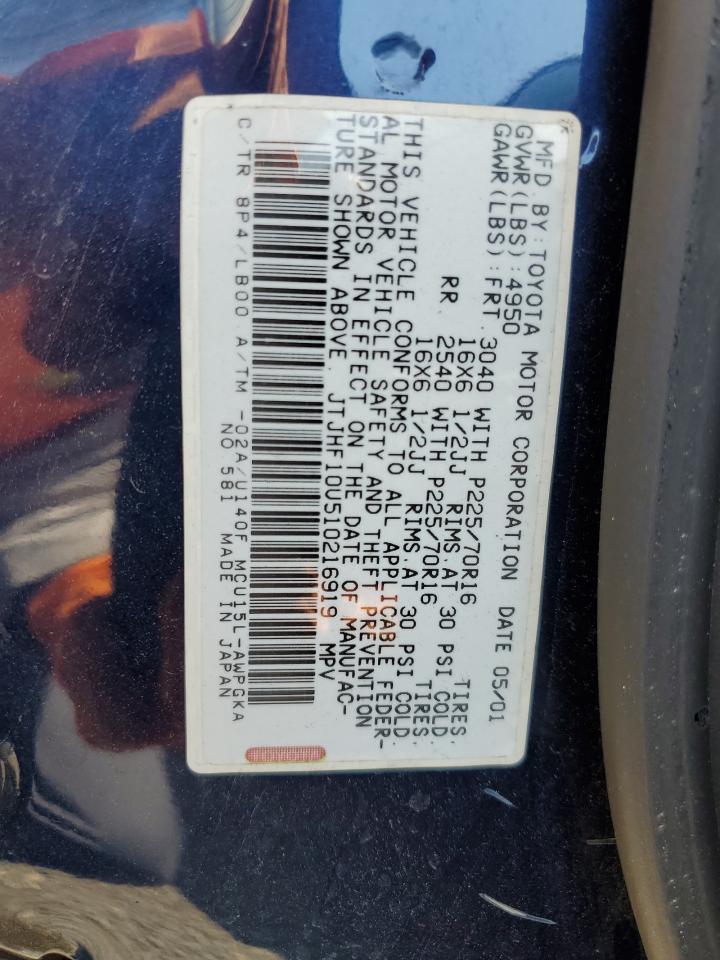 MFD BY: TOYOTA MOTOR CORPORATION DATE 05/01
GVWR(LBS): 4950
GAWR(LBS): FRT 3040 WITH P225/70R16 TIRES,
16X6 1/2JJ RIMS,AT 30 PSI COLD.
RR 2540 WITH P225/70R16 TIRES,
16X6 1/2JJ RIMS,AT 30 PSI COLD.
THIS VEHICLE CONFORMS TO ALL APPLICABLE FEDER-
AL MOTOR VEHICLE SAFETY AND THEFT PREVENTION
STANDARDS IN EFFECT ON THE DATE OF MANUFAC-
TURE SHOWN ABOVE. JTJHF10U510216919 MPV
C/TR 8P4/LB00 A/TM -02A/U140F MCU15L-AWPGKA
NO 581 MADE IN JAPAN